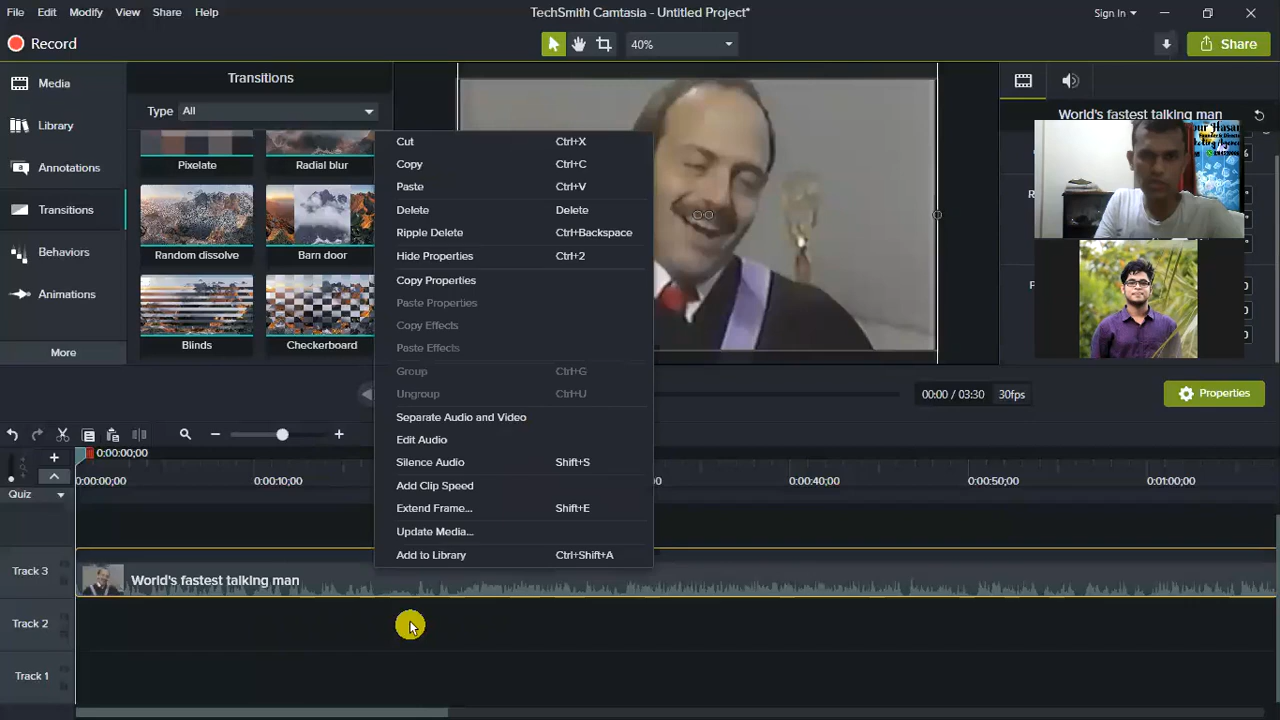 File Edit Modify View Share Help
TechSmith Camtasia - Untitled Project*
Sign In
Record
40%
Share
Media
Library
Annotations
Transitions
Behaviors
Animations
More
Transitions
Type All
Pixelate
Radial blur
Random dissolve
Barn door
Blinds
Checkerboard
Cut Ctrl+X
Copy Ctrl+C
Paste Ctrl+V
Delete Delete
Ripple Delete Ctrl+Backspace
Hide Properties Ctrl+2
Copy Properties
Paste Properties
Copy Effects
Paste Effects
Group Ctrl+G
Ungroup Ctrl+U
Separate Audio and Video
Edit Audio
Silence Audio Shift+S
Add Clip Speed
Extend Frame... Shift+E
Update Media...
Add to Library Ctrl+Shift+A
World's fastest talking man
00:00 / 03:30 30fps
Properties
0:00:00;00
0:00:00;00 0:00:10;00 0:00:40;00 0:00:50;00 0:01:00;00
Quiz
Track 3
World's fastest talking man
Track 2
Track 1